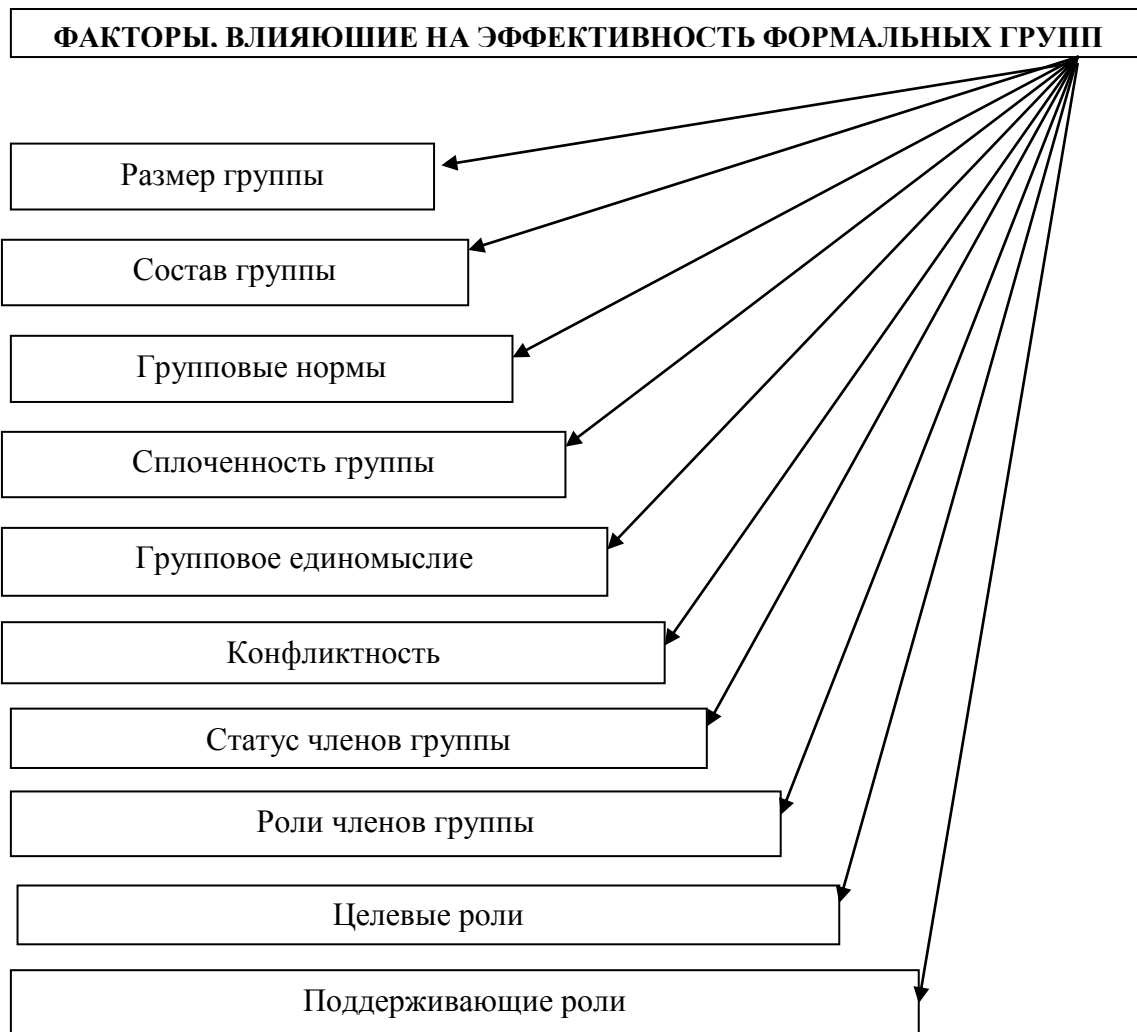 ФАКТОРЫ, ВЛИЯЮШИЕ НА ЭФФЕКТИВНОСТЬ ФОРМАЛЬНЫХ ГРУПП
Размер группы
Состав группы
Групповые нормы
Сплоченность группы
Групповое единомыслие
Конфликтность
Статус членов группы
Роли членов группы
Целевые роли
Поддерживающие роли